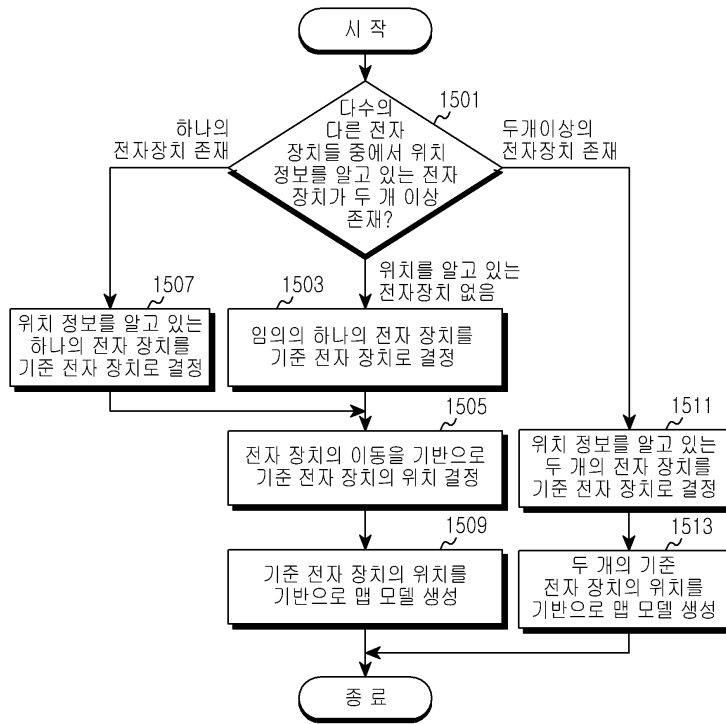 시 작
1501
다수의
다른 전자
장치들 중에서 위치
정보를 알고 있는 전자
장치가 두 개 이상
존재?
하나의
전자장치 존재
두개이상의
전자장치 존재
위치를 알고 있는
전자장치 없음
1507
위치 정보를 알고 있는
하나의 전자 장치를
기준 전자 장치로 결정
1503
임의의 하나의 전자 장치를
기준 전자 장치로 결정
1505
전자 장치의 이동을 기반으로
기준 전자 장치의 위치 결정
1511
위치 정보를 알고 있는
두 개의 전자 장치를
기준 전자 장치로 결정
1509
기준 전자 장치의 위치를
기반으로 맵 모델 생성
1513
두 개의 기준
전자 장치의 위치를
기반으로 맵 모델 생성
종 료